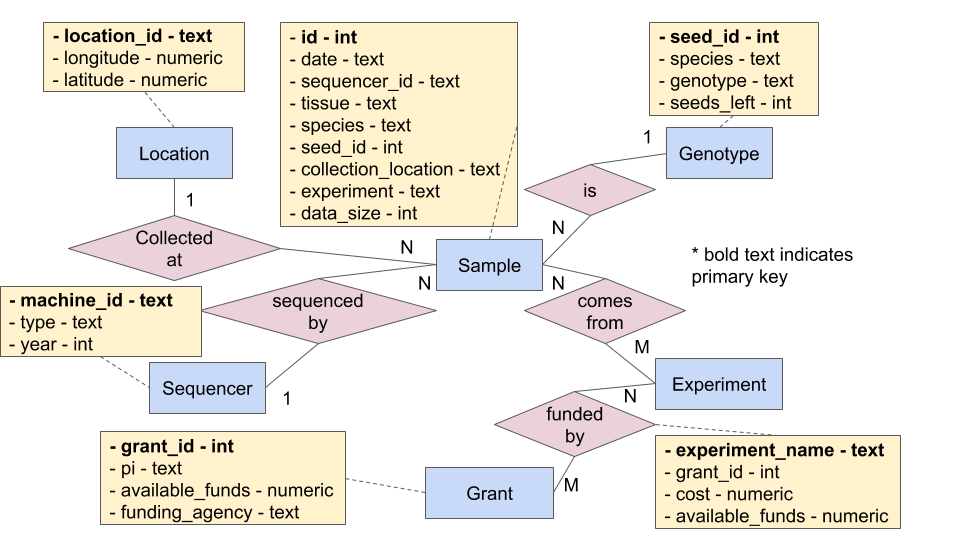 - location_id - text
- longitude - numeric
- latitude - numeric
- id - int
- date - text
- sequencer_id - text
- tissue - text
- species - text
- seed_id - int
- collection_location - text
- experiment - text
- data_size - int
- seed_id - int
- species - text
- genotype - text
- seeds_left - int
Location
1
Genotype
1
is
N
Collected
at
N
Sample
* bold text indicates
primary key
- machine_id - text
- type - text
- year - int
sequenced
by
N
N
comes
from
M
Sequencer
1
Experiment
N
funded
by
M
- grant_id - int
- pi - text
- available_funds - numeric
- funding_agency - text
Grant
- experiment_name - text
- grant_id - int
- cost - numeric
- available_funds - numeric